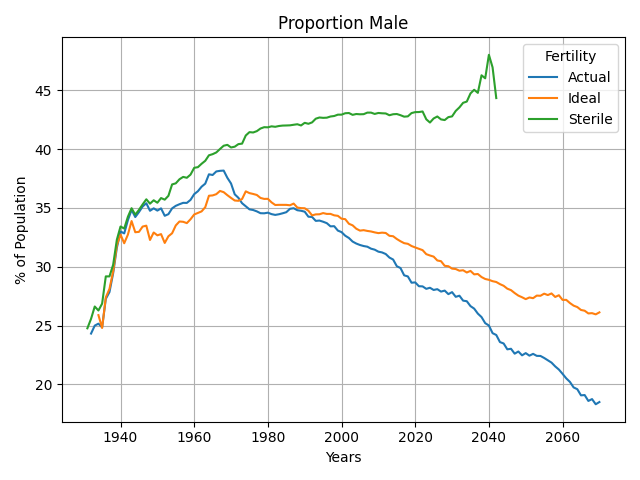 Proportion Male
Fertility
Actual
Ideal
Sterile
% of Population
45
40
35
30
25
20
1940 1960 1980 2000 2020 2040 2060
Years